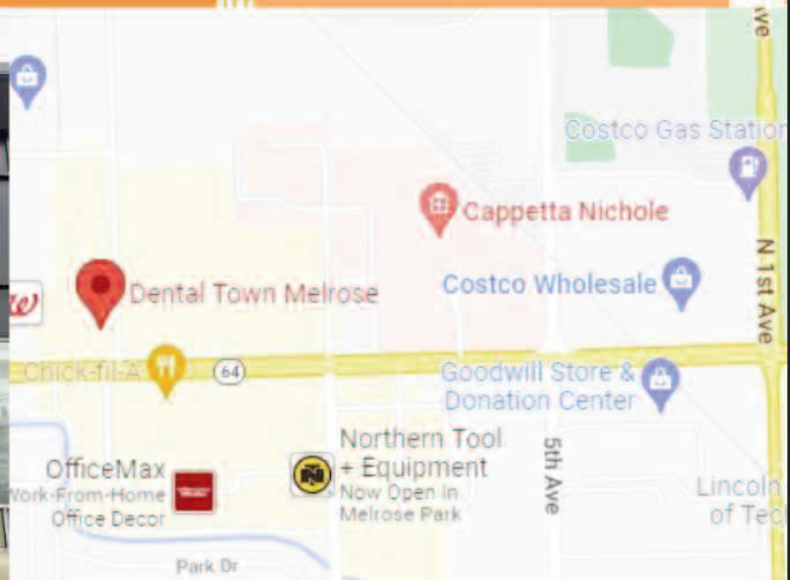 Ave
Costco Gas Station
Cappetta Nichole
Costco Wholesale
N 1st Ave
Dental Town Melrose
Chick-fil-A
64
Goodwill Store &
Donation Center
Northern Tool
+ Equipment
Now Open in
Melrose Park
5th Ave
OfficeMax
Work-From-Home
Office Decor
Lincoln
of Tec
Park Dr